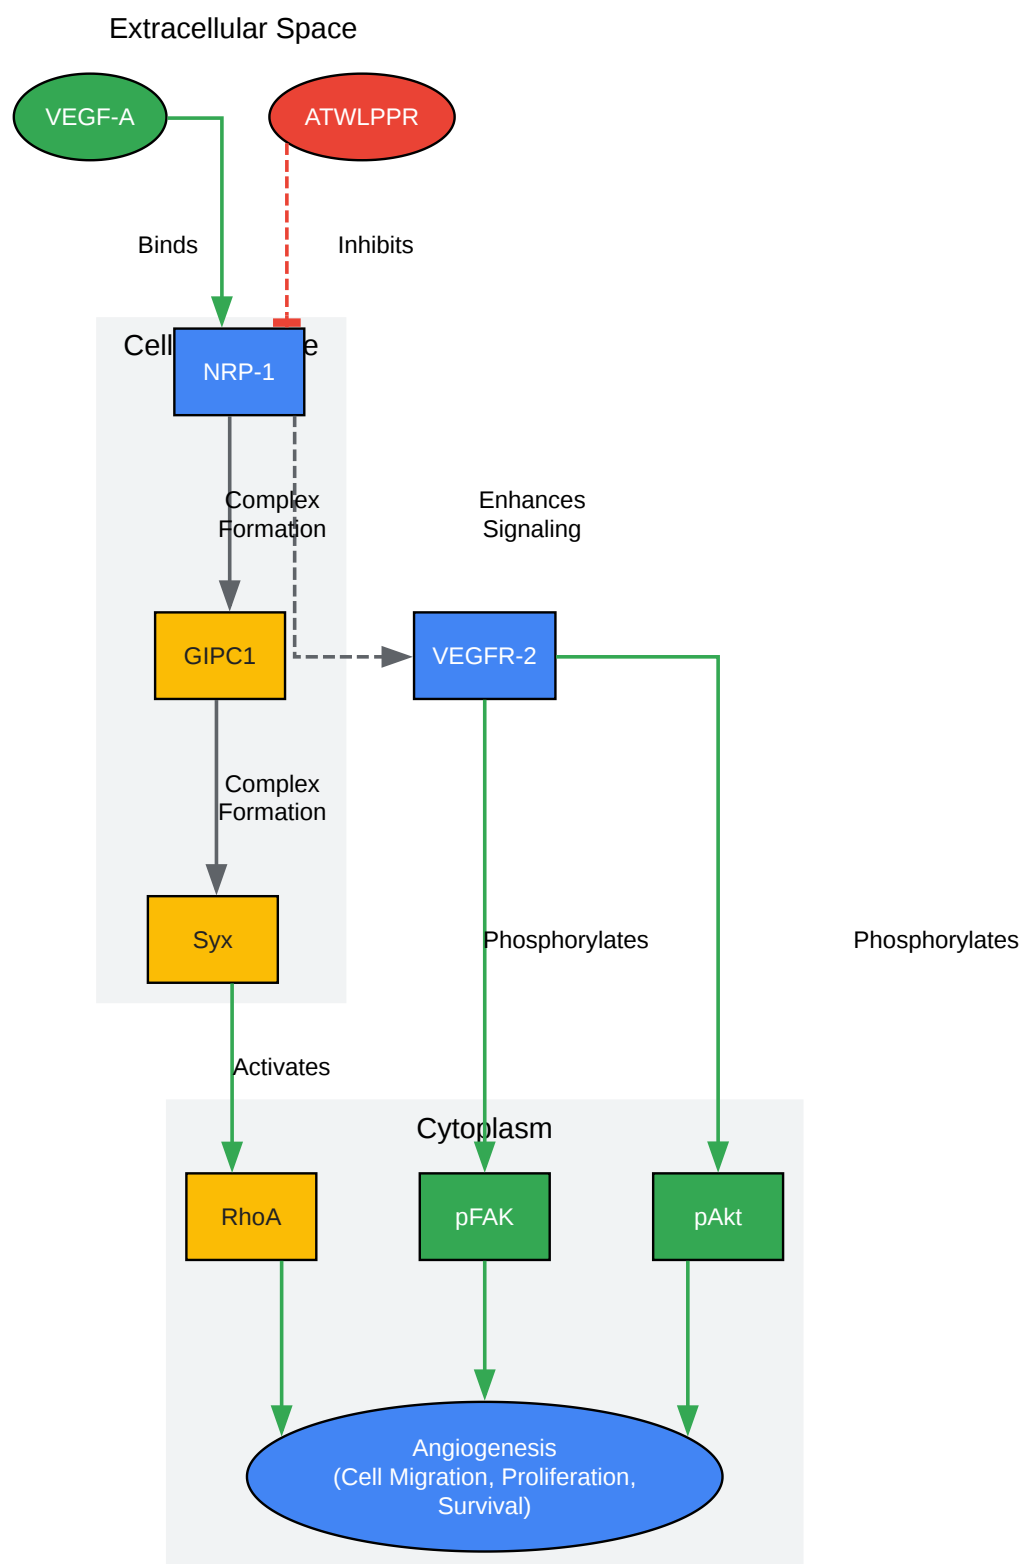 Extracellular Space
VEGF-A
ATWLPPR
Binds
Inhibits
NRP-1
Complex
Formation
Enhances
Signaling
GIPC1
VEGFR-2
Complex
Formation
Syx
Phosphorylates
Phosphorylates
Activates
Cytoplasm
RhoA
pFAK
pAkt
Angiogenesis
(Cell Migration, Proliferation,
Survival)